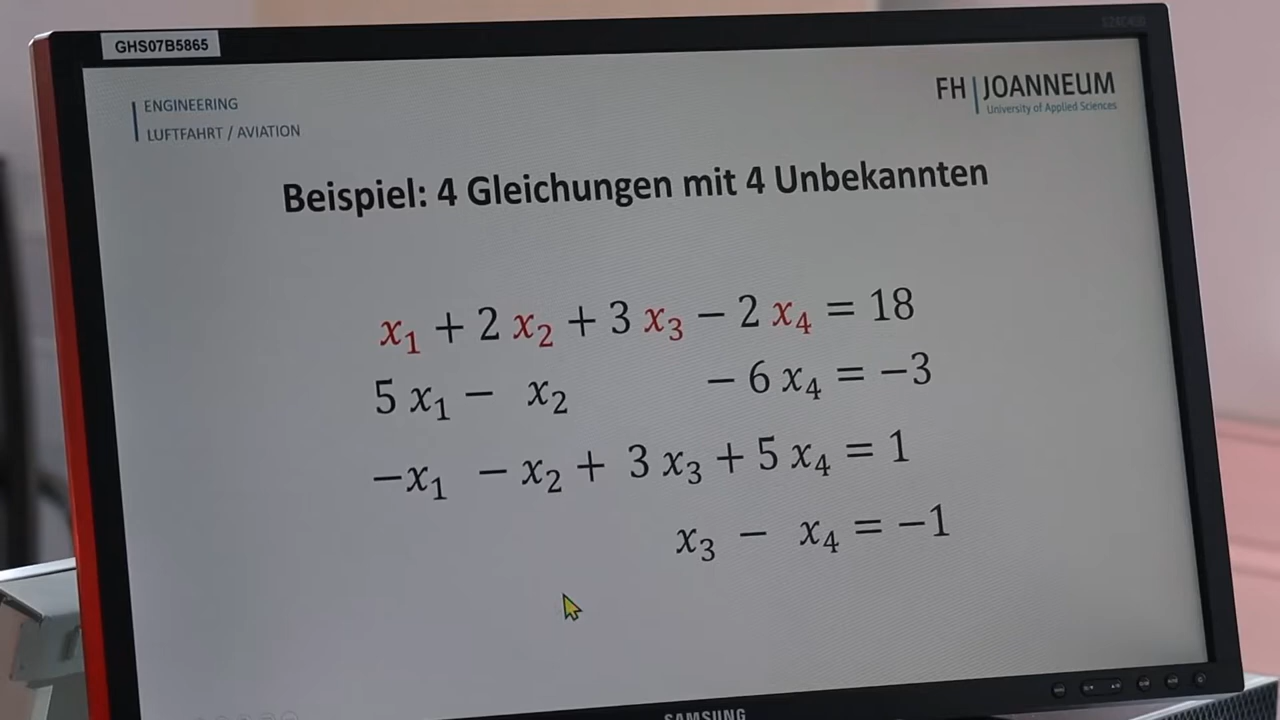 GHS07B5865
ENGINEERING
LUFTFAHRT / AVIATION
FH | JOANNEUM
University of Applied Sciences
Beispiel: 4 Gleichungen mit 4 Unbekannten
x₁ + 2 x₂ + 3 x₃ − 2 x₄ = 18
5 x₁ − x₂ − 6 x₄ = −3
−x₁ − x₂ + 3 x₃ + 5 x₄ = 1
x₃ − x₄ = −1
SAMSUNG